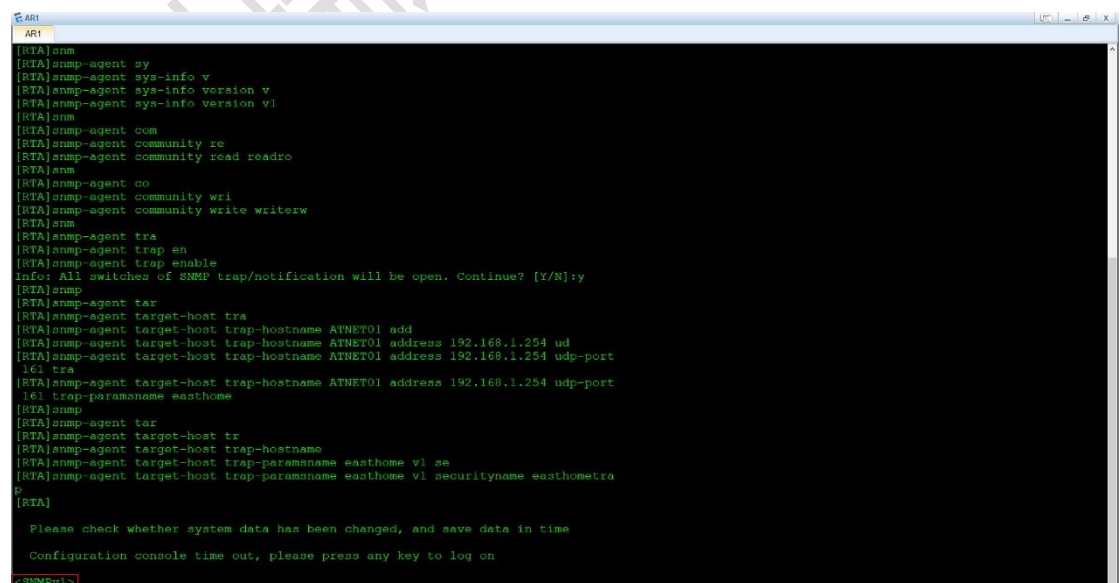 AR1
AR1
[RTA]snm
[RTA]snmp-agent sy
[RTA]snmp-agent sys-info v
[RTA]snmp-agent sys-info version v
[RTA]snmp-agent sys-info version v1
[RTA]snm
[RTA]snmp-agent com
[RTA]snmp-agent community re
[RTA]snmp-agent community read readro
[RTA]snm
[RTA]snmp-agent co
[RTA]snmp-agent community wri
[RTA]snmp-agent community write writerw
[RTA]snm
[RTA]snmp-agent tra
[RTA]snmp-agent trap en
[RTA]snmp-agent trap enable
Info: All switches of SNMP trap/notification will be open. Continue? [Y/N]:y
[RTA]snmp
[RTA]snmp-agent tar
[RTA]snmp-agent target-host tra
[RTA]snmp-agent target-host trap-hostname ATNET01 add
[RTA]snmp-agent target-host trap-hostname ATNET01 address 192.168.1.254 ud
[RTA]snmp-agent target-host trap-hostname ATNET01 address 192.168.1.254 udp-port
161 tra
[RTA]snmp-agent target-host trap-hostname ATNET01 address 192.168.1.254 udp-port
161 trap-paramsname easthome
[RTA]snmp
[RTA]snmp-agent tar
[RTA]snmp-agent target-host tr
[RTA]snmp-agent target-host trap-hostname
[RTA]snmp-agent target-host trap-paramsname easthome v1 se
[RTA]snmp-agent target-host trap-paramsname easthome v1 securityname easthometra
p
[RTA]
Please check whether system data has been changed, and save data in time
Configuration console time out, please press any key to log on
<SNMPv1>